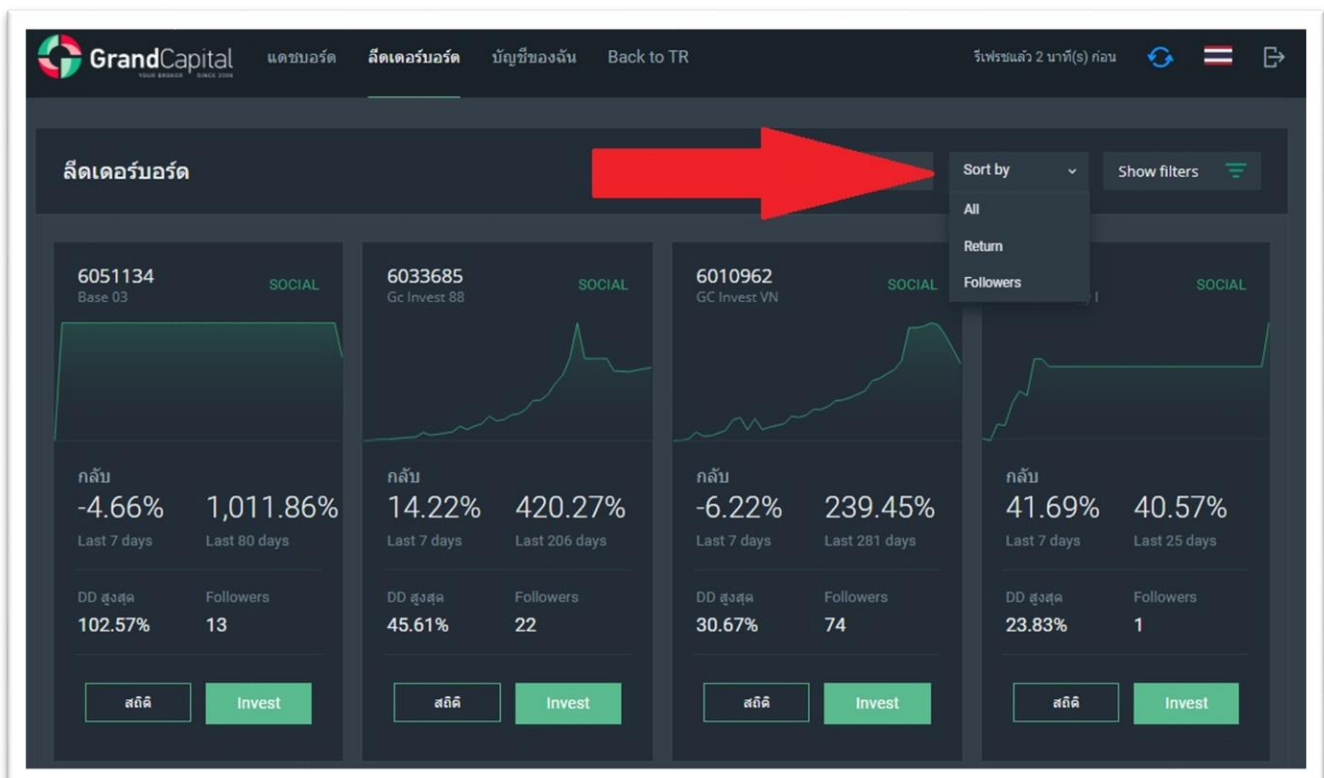 GrandCapital
YOUR BROKER SINCE 2006
แดชบอร์ด ลีดเดอร์บอร์ด บัญชีของฉัน Back to TR รีเฟรชแล้ว 2 นาที(s) ก่อน
ลีดเดอร์บอร์ด Sort by Show filters
All
Return
Followers
6051134 SOCIAL
Base 03
กลับ
-4.66% 1,011.86%
Last 7 days Last 80 days
DD สูงสุด Followers
102.57% 13
สถิติ Invest
6033685 SOCIAL
Gc Invest 88
กลับ
14.22% 420.27%
Last 7 days Last 206 days
DD สูงสุด Followers
45.61% 22
สถิติ Invest
6010962 SOCIAL
GC Invest VN
กลับ
-6.22% 239.45%
Last 7 days Last 281 days
DD สูงสุด Followers
30.67% 74
สถิติ Invest
SOCIAL
กลับ
41.69% 40.57%
Last 7 days Last 25 days
DD สูงสุด Followers
23.83% 1
สถิติ Invest